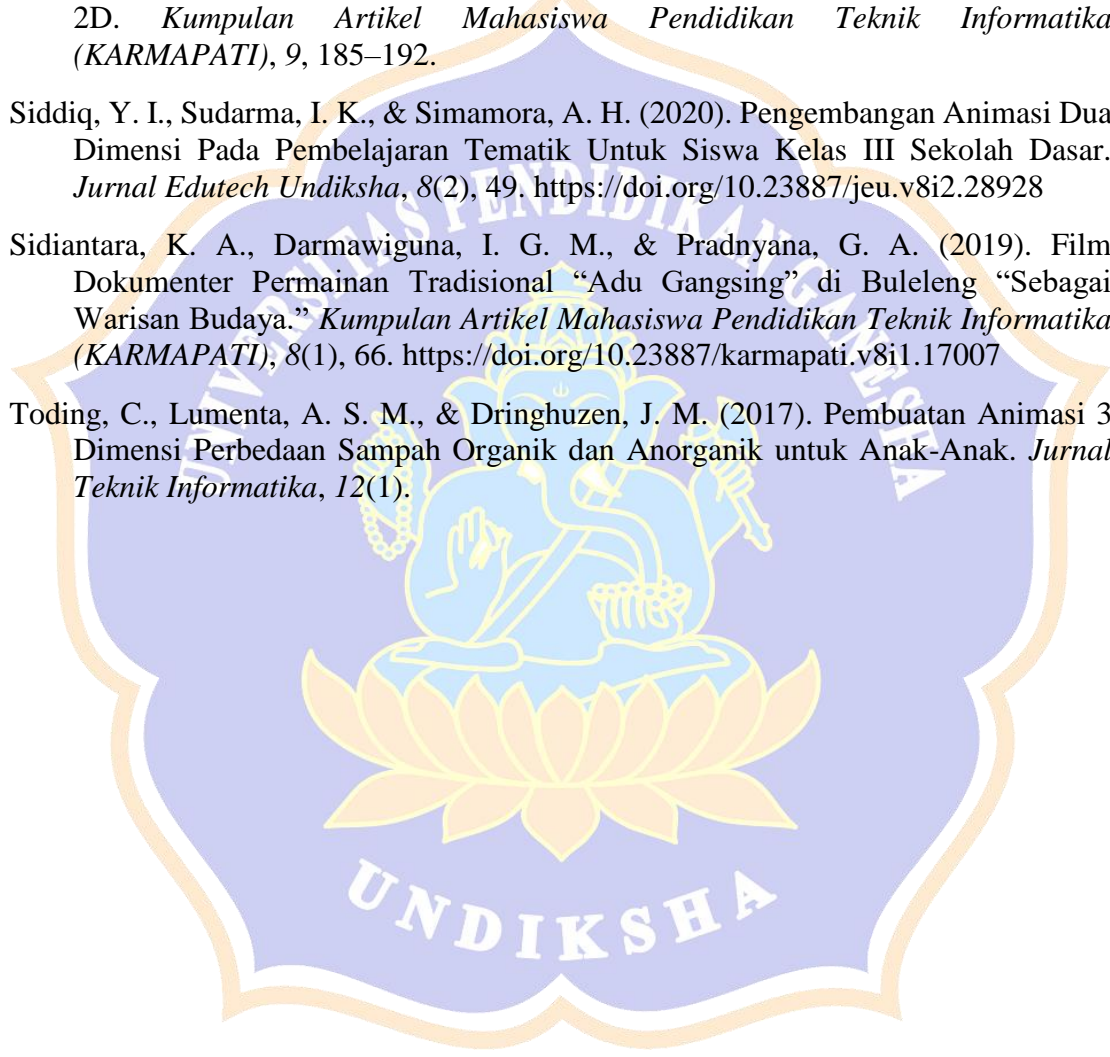 2D. Kumpulan Artikel Mahasiswa Pendidikan Teknik Informatika
(KARMAPATI), 9, 185–192.
Siddiq, Y. I., Sudarma, I. K., & Simamora, A. H. (2020). Pengembangan Animasi Dua
Dimensi Pada Pembelajaran Tematik Untuk Siswa Kelas III Sekolah Dasar.
Jurnal Edutech Undiksha, 8(2), 49. https://doi.org/10.23887/jeu.v8i2.28928
Sidiantara, K. A., Darmawiguna, I. G. M., & Pradnyana, G. A. (2019). Film
Dokumenter Permainan Tradisional “Adu Gangsing” di Buleleng “Sebagai
Warisan Budaya.” Kumpulan Artikel Mahasiswa Pendidikan Teknik Informatika
(KARMAPATI), 8(1), 66. https://doi.org/10.23887/karmapati.v8i1.17007
Toding, C., Lumenta, A. S. M., & Dringhuzen, J. M. (2017). Pembuatan Animasi 3
Dimensi Perbedaan Sampah Organik dan Anorganik untuk Anak-Anak. Jurnal
Teknik Informatika, 12(1).
UNIVERSITAS PENDIDIKAN GANESHA
UNDIKSHA